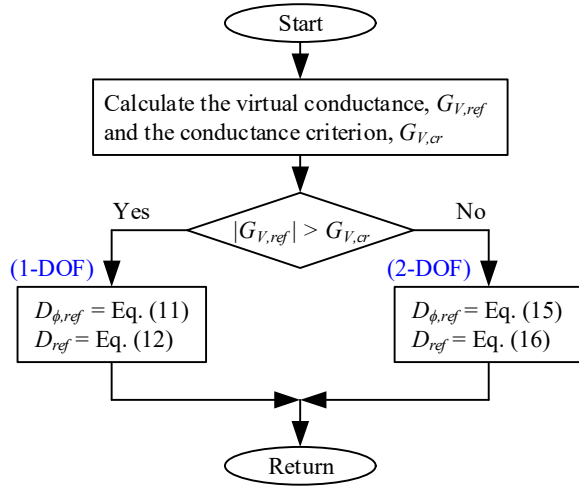 Start
Calculate the virtual conductance, G_{V,ref}
and the conductance criterion, G_{V,cr}
Yes
|G_{V,ref}| > G_{V,cr}
No
(1-DOF)
(2-DOF)
D_{ϕ,ref} = Eq. (11)
D_{ref} = Eq. (12)
D_{ϕ,ref} = Eq. (15)
D_{ref} = Eq. (16)
Return